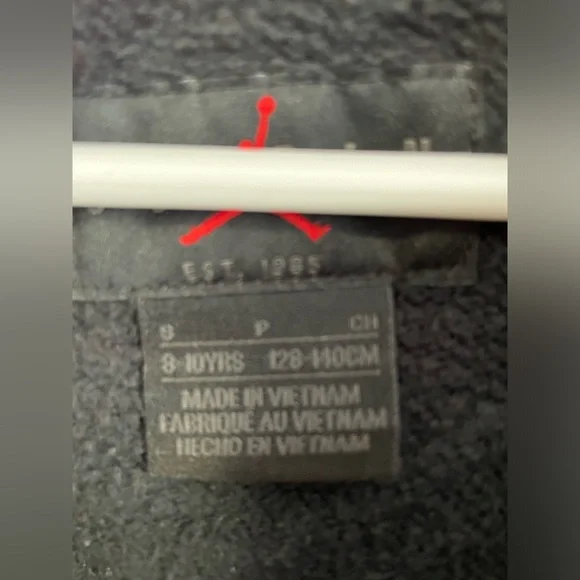 EST. 1985
S P CH
8-10YRS 128-140CM
MADE IN VIETNAM
FABRIQUÉ AU VIETNAM
HECHO EN VIETNAM